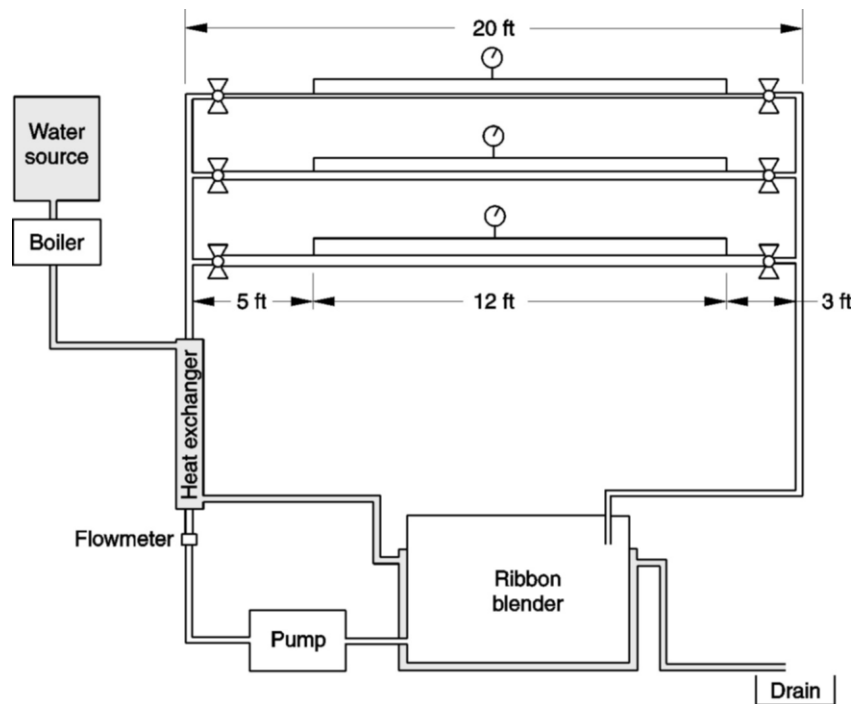 20 ft
Water
source
Boiler
5 ft
12 ft
3 ft
Heat exchanger
Flowmeter
Ribbon
blender
Pump
Drain